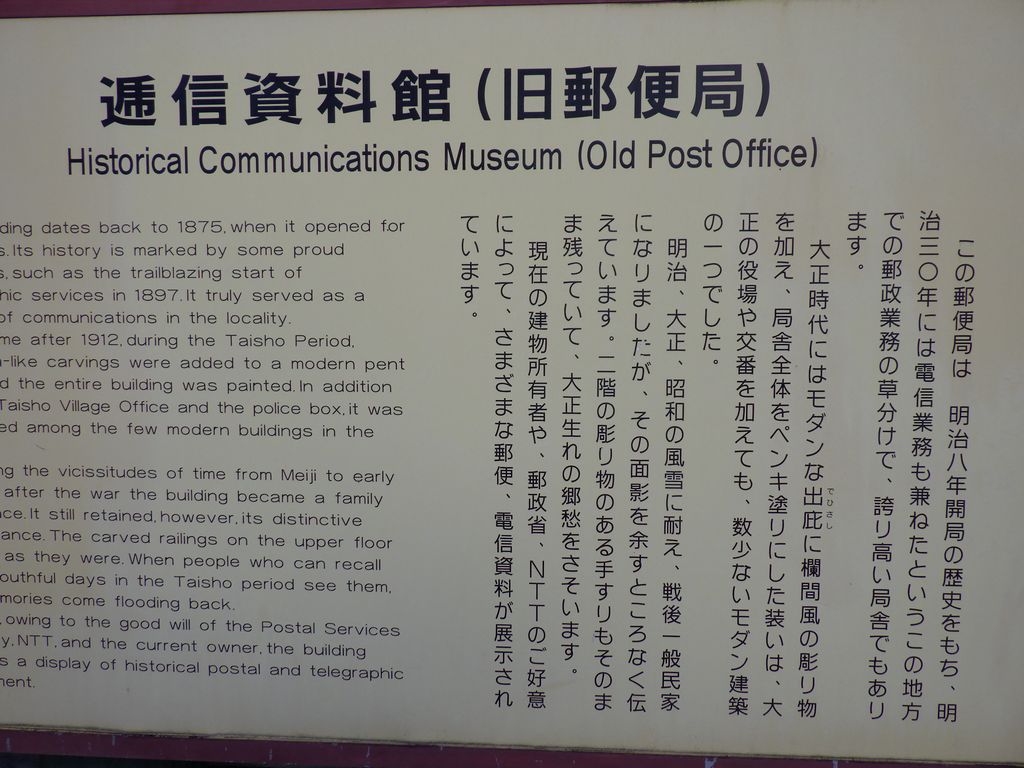 逓信資料館(旧郵便局)
Historical Communications Museum (Old Post Office)
ding dates back to 1875, when it opened for
s. Its history is marked by some proud
s, such as the trailblazing start of
hic services in 1897. It truly served as a
of communications in the locality.
me after 1912, during the Taisho Period,
-like carvings were added to a modern pent
d the entire building was painted. In addition
Taisho Village Office and the police box, it was
ed among the few modern buildings in the
ng the vicissitudes of time from Meiji to early
after the war the building became a family
ce. It still retained, however, its distinctive
ance. The carved railings on the upper floor
as they were. When people who can recall
outhful days in the Taisho period see them,
mories come flooding back.
, owing to the good will of the Postal Services
y, NTT, and the current owner, the building
s a display of historical postal and telegraphic
ment.
この郵便局は 明治八年開局の歴史をもち、明
治三〇年には電信業務も兼ねたというこの地方
での郵政業務の草分けで、誇り高い局舎でもあり
ます。
大正時代にはモダンな出庇に欄間風の彫り物
でひさし
を加え、局舎全体をペンキ塗りにした装いは、大
正の役場や交番を加えても、数少ないモダン建築
の一つでした。
明治、大正、昭和の風雪に耐え、戦後一般民家
になりましたが、その面影を余すところなく伝
えています。二階の彫り物のある手すりもそのま
ま残っていて、大正生れの郷愁をさそいます。
現在の建物所有者や、郵政省、NTTのご好意
によって、さまざまな郵便、電信資料が展示され
ています。